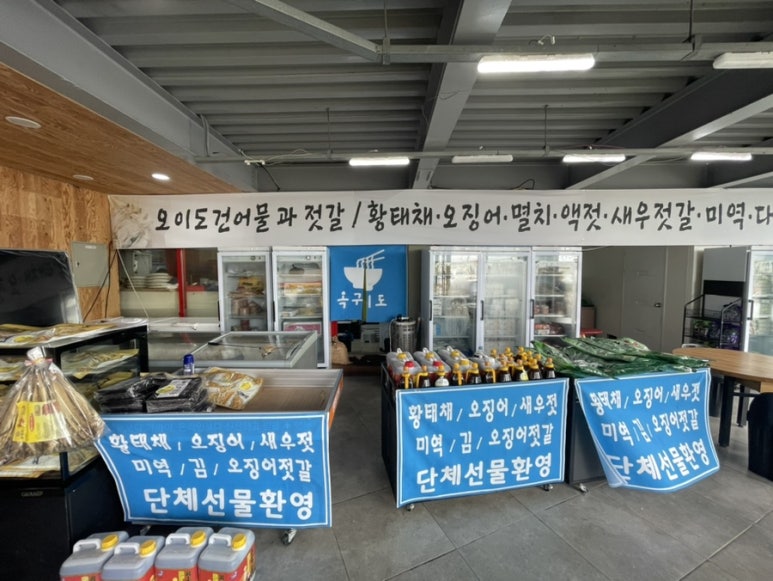 오이도건어물과 젓갈 / 황태채·오징어·멸치·액젓·새우젓갈·미역·다
옥구도
황태채 / 오징어 / 새우젓
미역 / 김 / 오징어젓갈
단체선물환영
황태채 / 오징어 / 새우젓
미역 / 김 / 오징어젓갈
단체선물환영
황태채 / 오징어 / 새우젓
미역 / 김 / 오징어젓갈
단체선물환영